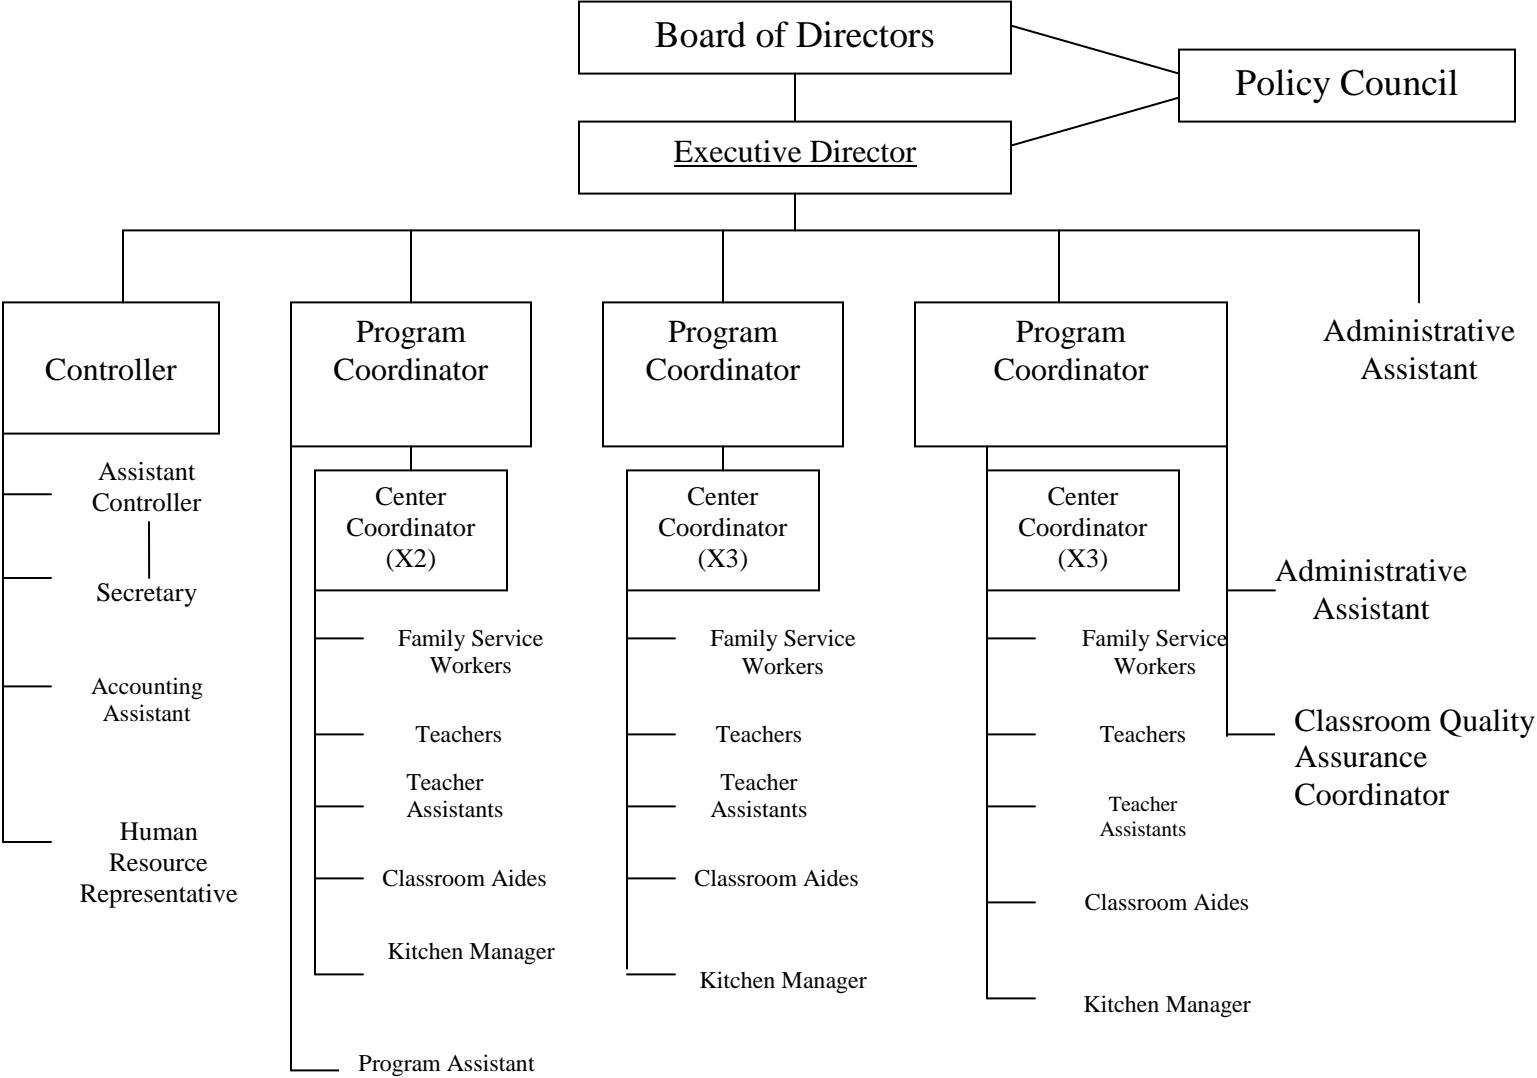 Board of Directors
Policy Council
Executive Director
Controller
Program
Coordinator
Program
Coordinator
Program
Coordinator
Administrative
Assistant
Assistant
Controller
Secretary
Accounting
Assistant
Human
Resource
Representative
Center
Coordinator
(X2)
Family Service
Workers
Teachers
Teacher
Assistants
Classroom Aides
Kitchen Manager
Program Assistant
Center
Coordinator
(X3)
Family Service
Workers
Teachers
Teacher
Assistants
Classroom Aides
Kitchen Manager
Center
Coordinator
(X3)
Family Service
Workers
Teachers
Teacher
Assistants
Classroom Aides
Kitchen Manager
Administrative
Assistant
Classroom Quality
Assurance
Coordinator